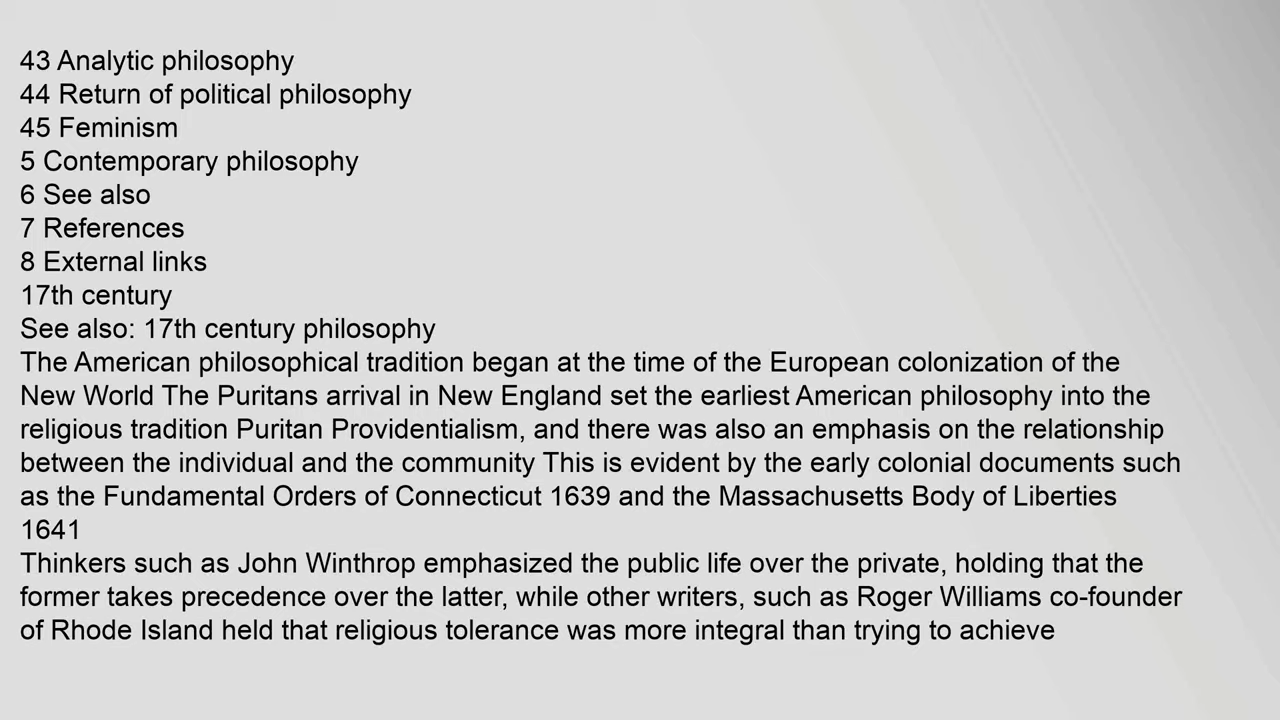 43 Analytic philosophy
44 Return of political philosophy
45 Feminism
5 Contemporary philosophy
6 See also
7 References
8 External links
17th century
See also: 17th century philosophy
The American philosophical tradition began at the time of the European colonization of the
New World The Puritans arrival in New England set the earliest American philosophy into the
religious tradition Puritan Providentialism, and there was also an emphasis on the relationship
between the individual and the community This is evident by the early colonial documents such
as the Fundamental Orders of Connecticut 1639 and the Massachusetts Body of Liberties
1641
Thinkers such as John Winthrop emphasized the public life over the private, holding that the
former takes precedence over the latter, while other writers, such as Roger Williams co-founder
of Rhode Island held that religious tolerance was more integral than trying to achieve